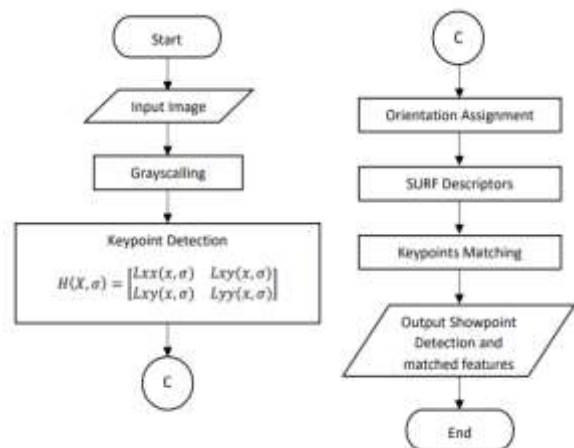 Start
Input Image
Grayscalling
Keypoint Detection
H(X,σ) = [Lxx(x,σ) Lxy(x,σ)
Lxy(x,σ) Lyy(x,σ)]
C
C
Orientation Assignment
SURF Descriptors
Keypoints Matching
Output Showpoint
Detection and
matched features
End